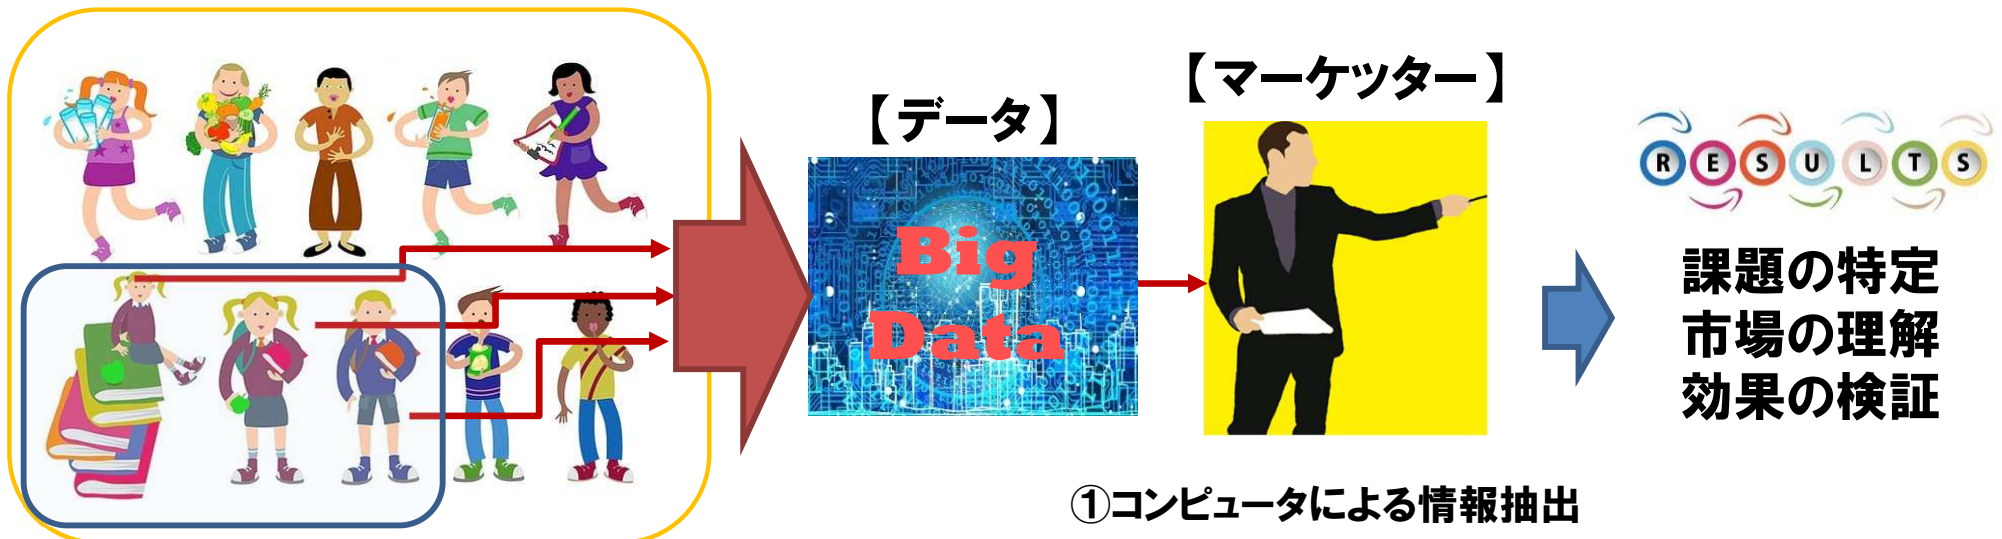 【データ】
Big
Data
【マーケッター】
RESULTS
課題の特定
市場の理解
効果の検証
①コンピュータによる情報抽出